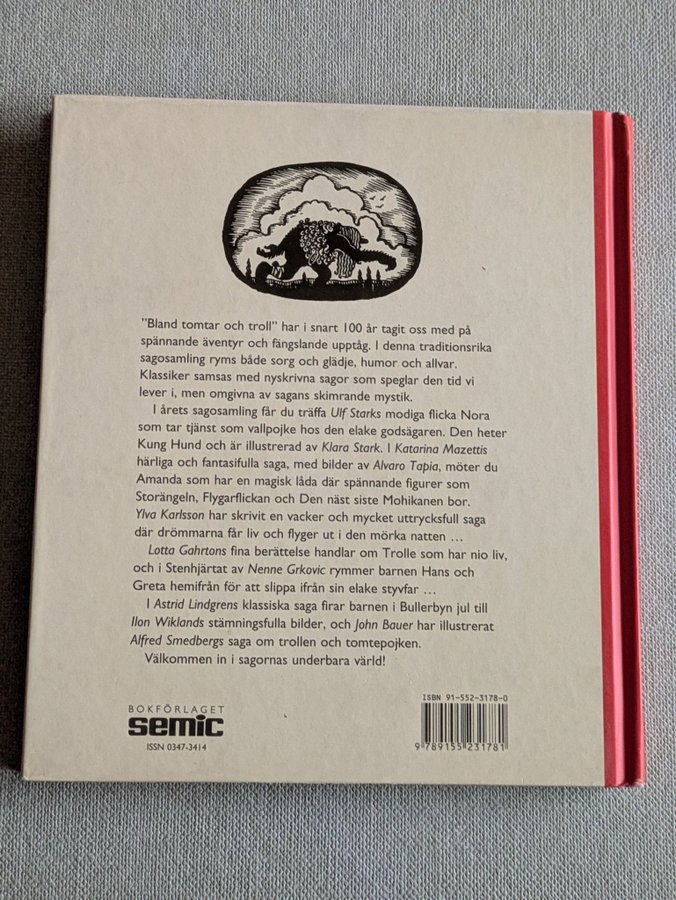 "Bland tomtar och troll" har i snart 100 år tagit oss med på
spännande äventyr och fängslande upptåg. I denna traditionsrika
sagosamling ryms både sorg och glädje, humor och allvar.
Klassiker samsas med nyskrivna sagor som speglar den tid vi
lever i, men omgivna av sagans skimrande mystik.
I årets sagosamling får du träffa Ulf Starks modiga flicka Nora
som tar tjänst som vallpojke hos den elake godsägaren. Den heter
Kung Hund och är illustrerad av Klara Stark. I Katarina Mazettis
härliga och fantasifulla saga, med bilder av Alvaro Tapia, möter du
Amanda som har en magisk låda där spännande figurer som
Storängeln, Flygarflickan och Den näst siste Mohikanen bor.
Ylva Karlsson har skrivit en vacker och mycket uttrycksfull saga
där drömmarna får liv och flyger ut i den mörka natten ...
Lotta Gahrtons fina berättelse handlar om Trolle som har nio liv,
och i Stenhjärtat av Nenne Grkovic rymmer barnen Hans och
Greta hemifrån för att slippa ifrån sin elake styvfar ...
I Astrid Lindgrens klassiska saga firar barnen i Bullerbyn jul till
Ilon Wiklands stämningsfulla bilder, och John Bauer har illustrerat
Alfred Smedbergs saga om trollen och tomtepojken.
Välkommen in i sagornas underbara värld!
BOKFÖRLAGET
semic
ISSN 0347-3414
ISBN 91-552-3178-0
9 789155 231781